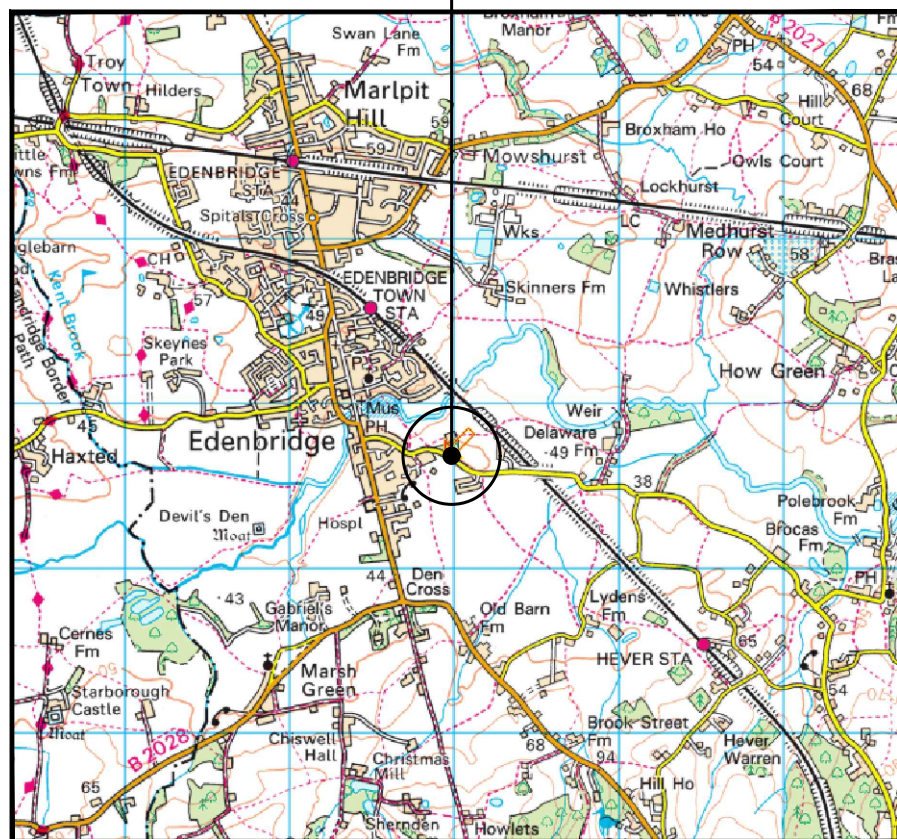 Broxham
Manor
PH
B 2027
Fm
Swan Lane
Fm
54
Troy
Town
Hilders
44
Marlpit
Hill
59
68
Hill
Court
Broxham Ho
59
Mowshurst
Owls Court
Lockhurst
EDENBRIDGE
STA
44
Spitals Cross
Wks
LC
Medhurst
Row
58
CH
EDENBRIDGE
TOWN
STA
Skinners Fm
Whistlers
Kent Brook
57
49
Border
Path
Skeynes
Park
P
How Green
45
Mus
PH
Weir
Delaware
49 Fm
Edenbridge
Haxted
38
Polebrook
Fm
Devil's Den
Moat
Hospl
Brocas
Fm
PH
44
Den
Cross
43
Gabriel's
Manor
Old Barn
Fm
Lydens
Fm
65
Cernes
Fm
HEVER STA
Marsh
Green
Starborough
Castle
Moat
54
70
B 2028
Chiswell
Hall
Brook Street
Fm
68
94
Hever
Warren
Christmas
Mill
65
Hill Ho
Shernden
Howlets